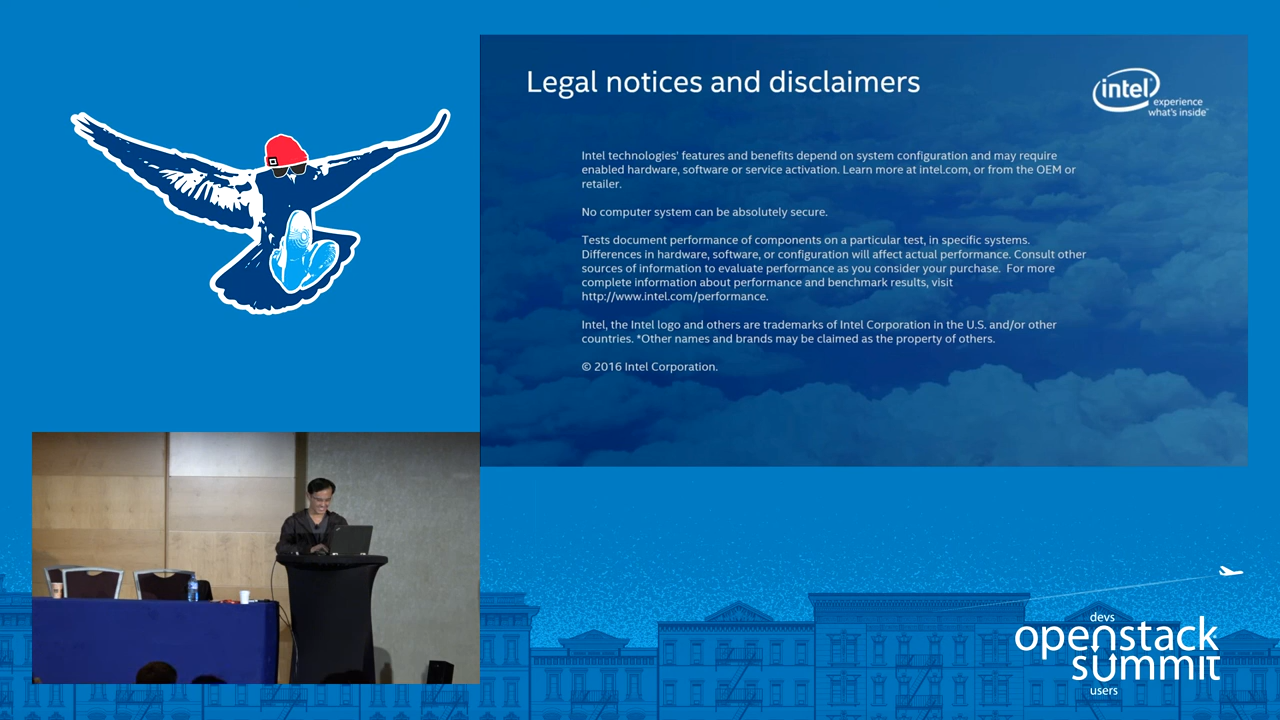 Legal notices and disclaimers
intel
experience
what's inside™
Intel technologies' features and benefits depend on system configuration and may require
enabled hardware, software or service activation. Learn more at intel.com, or from the OEM or
retailer.
No computer system can be absolutely secure.
Tests document performance of components on a particular test, in specific systems.
Differences in hardware, software, or configuration will affect actual performance. Consult other
sources of information to evaluate performance as you consider your purchase.  For more
complete information about performance and benchmark results, visit
http://www.intel.com/performance.
Intel, the Intel logo and others are trademarks of Intel Corporation in the U.S. and/or other
countries. *Other names and brands may be claimed as the property of others.
© 2016 Intel Corporation.
devs
openstack
summit
users